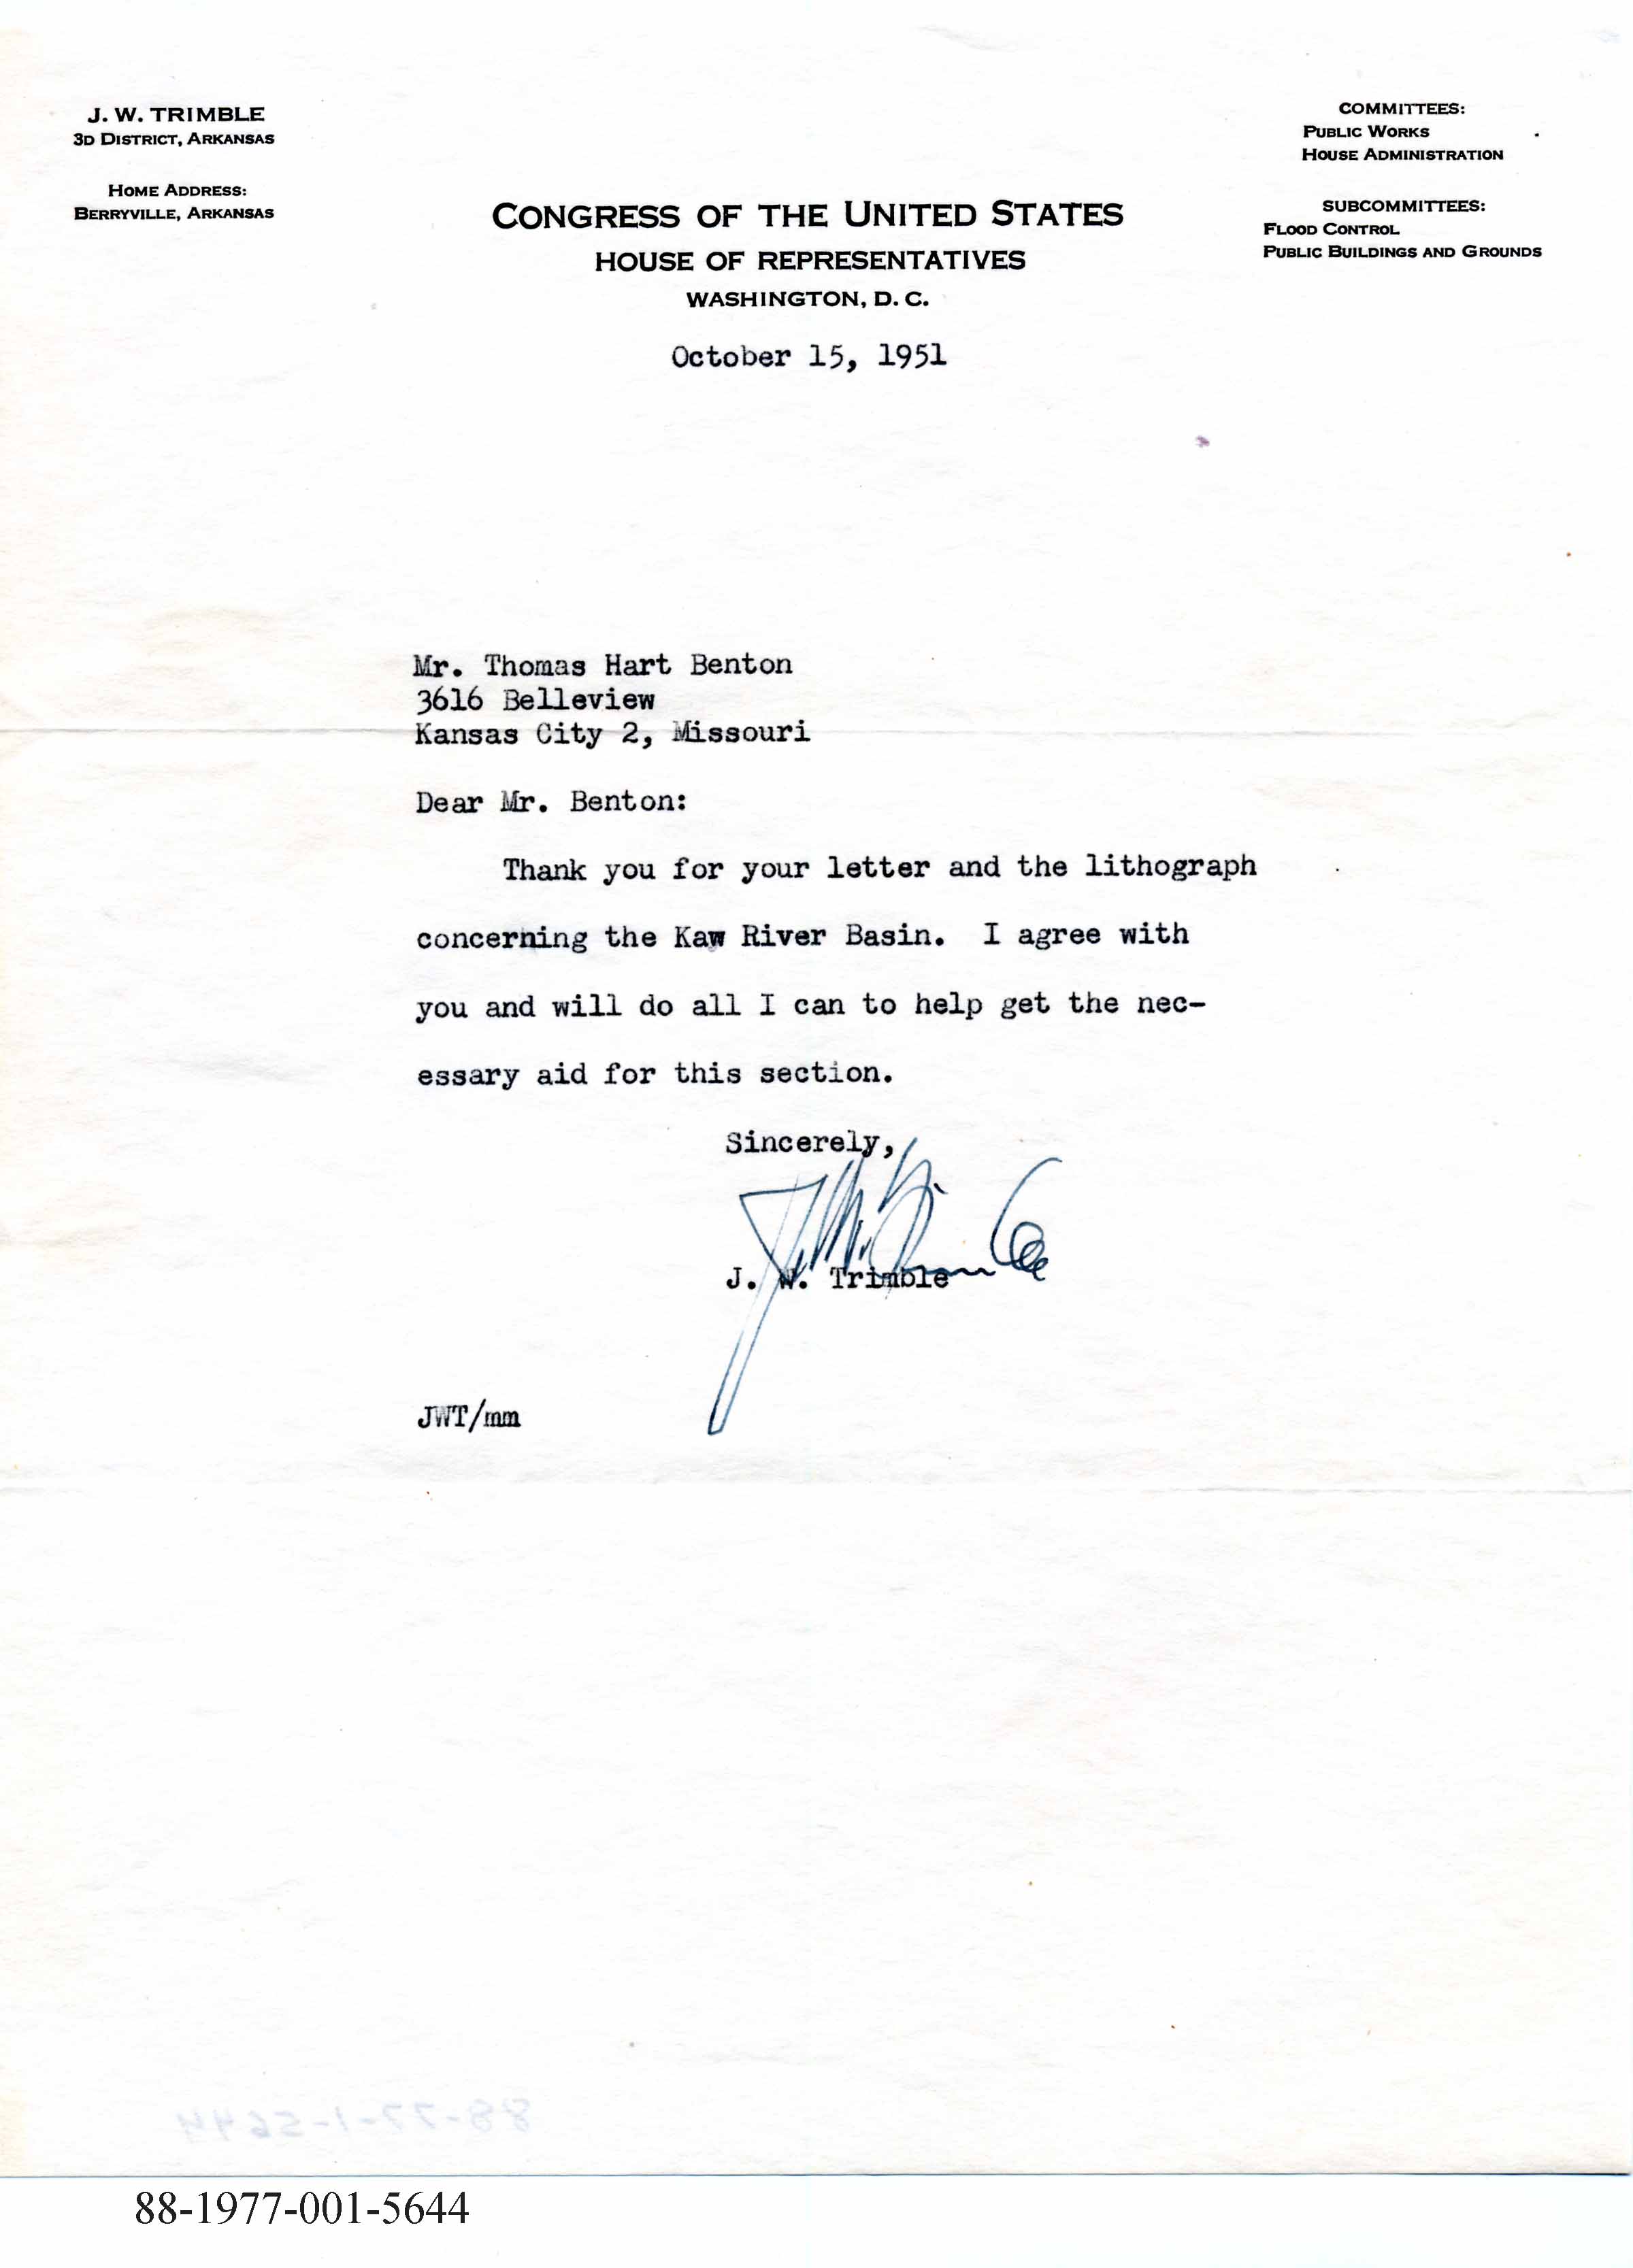 J. W. TRIMBLE
3D DISTRICT, ARKANSAS
HOME ADDRESS:
BERRYVILLE, ARKANSAS
COMMITTEES:
PUBLIC WORKS
HOUSE ADMINISTRATION
SUBCOMMITTEES:
FLOOD CONTROL
PUBLIC BUILDINGS AND GROUNDS
CONGRESS OF THE UNITED STATES
HOUSE OF REPRESENTATIVES
WASHINGTON, D. C.
October 15, 1951
Mr. Thomas Hart Benton
3616 Belleview
Kansas City 2, Missouri
Dear Mr. Benton:
Thank you for your letter and the lithograph
concerning the Kaw River Basin. I agree with
you and will do all I can to help get the nec-
essary aid for this section.
Sincerely,
J. W. Trimble
J. W. Trimble
JWT/mm
88-77-1-5644
88-1977-001-5644